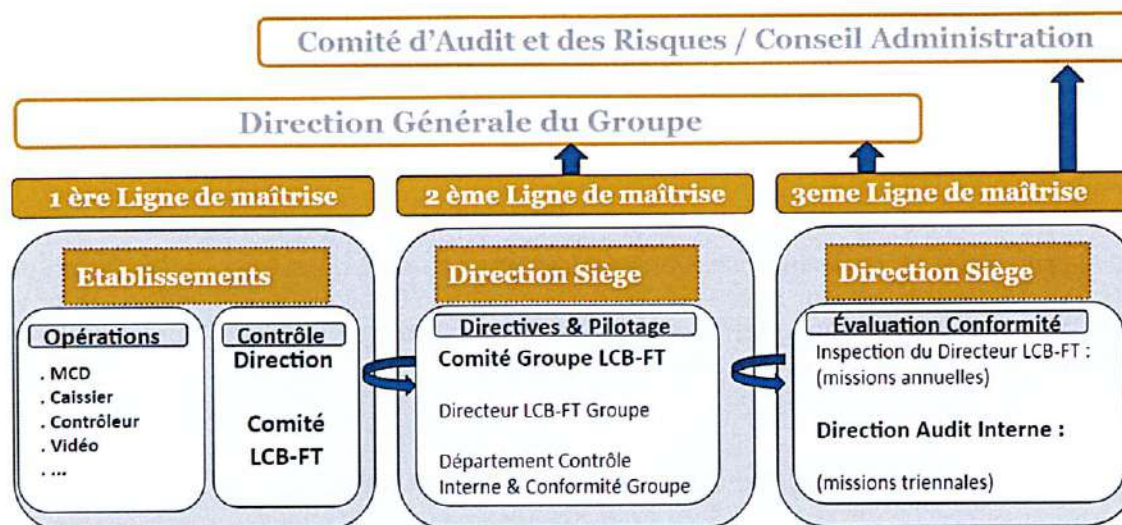 Comité d'Audit et des Risques / Conseil Administration
Direction Générale du Groupe
1 ère Ligne de maîtrise
2 ème Ligne de maîtrise
3eme Ligne de maîtrise
Etablissements
Opérations
. MCD
. Caissier
. Contrôleur
. Vidéo
. ...
Contrôle
Direction
Comité
LCB-FT
Direction Siège
Directives & Pilotage
Comité Groupe LCB-FT
Directeur LCB-FT Groupe
Département Contrôle
Interne & Conformité Groupe
Direction Siège
Évaluation Conformité
Inspection du Directeur LCB-FT :
(missions annuelles)
Direction Audit Interne :
(missions triennales)